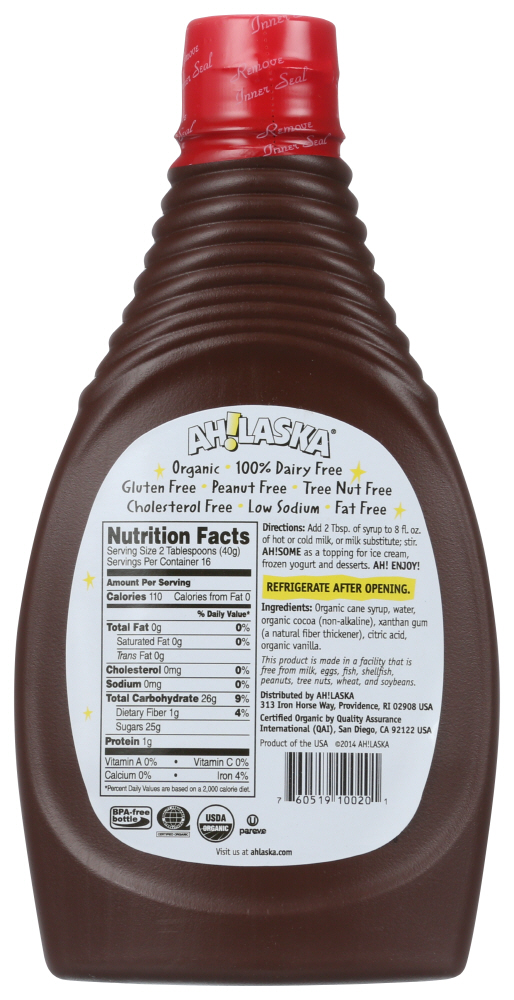 Inner
Remove
Inner Seal
Remove
Inner Seal
AH!LASKA®
Organic · 100% Dairy Free
Gluten Free · Peanut Free · Tree Nut Free
Cholesterol Free · Low Sodium · Fat Free
Nutrition Facts
Serving Size 2 Tablespoons (40g)
Servings Per Container 16
Amount Per Serving
Calories 110 Calories from Fat 0
% Daily Value*
Total Fat 0g 0%
Saturated Fat 0g 0%
Trans Fat 0g
Cholesterol 0mg 0%
Sodium 0mg 0%
Total Carbohydrate 26g 9%
Dietary Fiber 1g 4%
Sugars 25g
Protein 1g
Vitamin A 0% • Vitamin C 0%
Calcium 0% • Iron 4%
*Percent Daily Values are based on a 2,000 calorie diet.
Directions: Add 2 Tbsp. of syrup to 8 fl oz.
of hot or cold milk, or milk substitute; stir.
AH!SOME as a topping for ice cream,
frozen yogurt and desserts. AH! ENJOY!
REFRIGERATE AFTER OPENING.
Ingredients: Organic cane syrup, water,
organic cocoa (non-alkaline), xanthan gum
(a natural fiber thickener), citric acid,
organic vanilla.
This product is made in a facility that is
free from milk, eggs, fish, shellfish,
peanuts, tree nuts, wheat, and soybeans.
Distributed by AH!LASKA
313 Iron Horse Way, Providence, RI 02908 USA
Certified Organic by Quality Assurance
International (QAI), San Diego, CA 92122 USA
Product of the USA ©2014 AH!LASKA
7 60519 10020 1
BPA-free
bottle
CERTIFIED ORGANIC
USDA
ORGANIC
U
pareve
Visit us at ahlaska.com